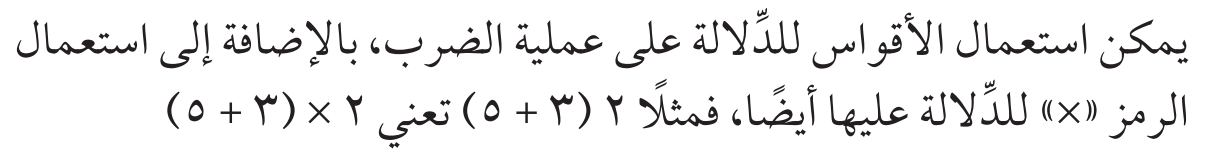 يمكن استعمال الأقواس للدِّلالة على عملية الضرب، بالإضافة إلى استعمال
الرمز «×» للدِّلالة عليها أيضًا، فمثلًا ٢ (٣ + ٥) تعني ٢ × (٣ + ٥)